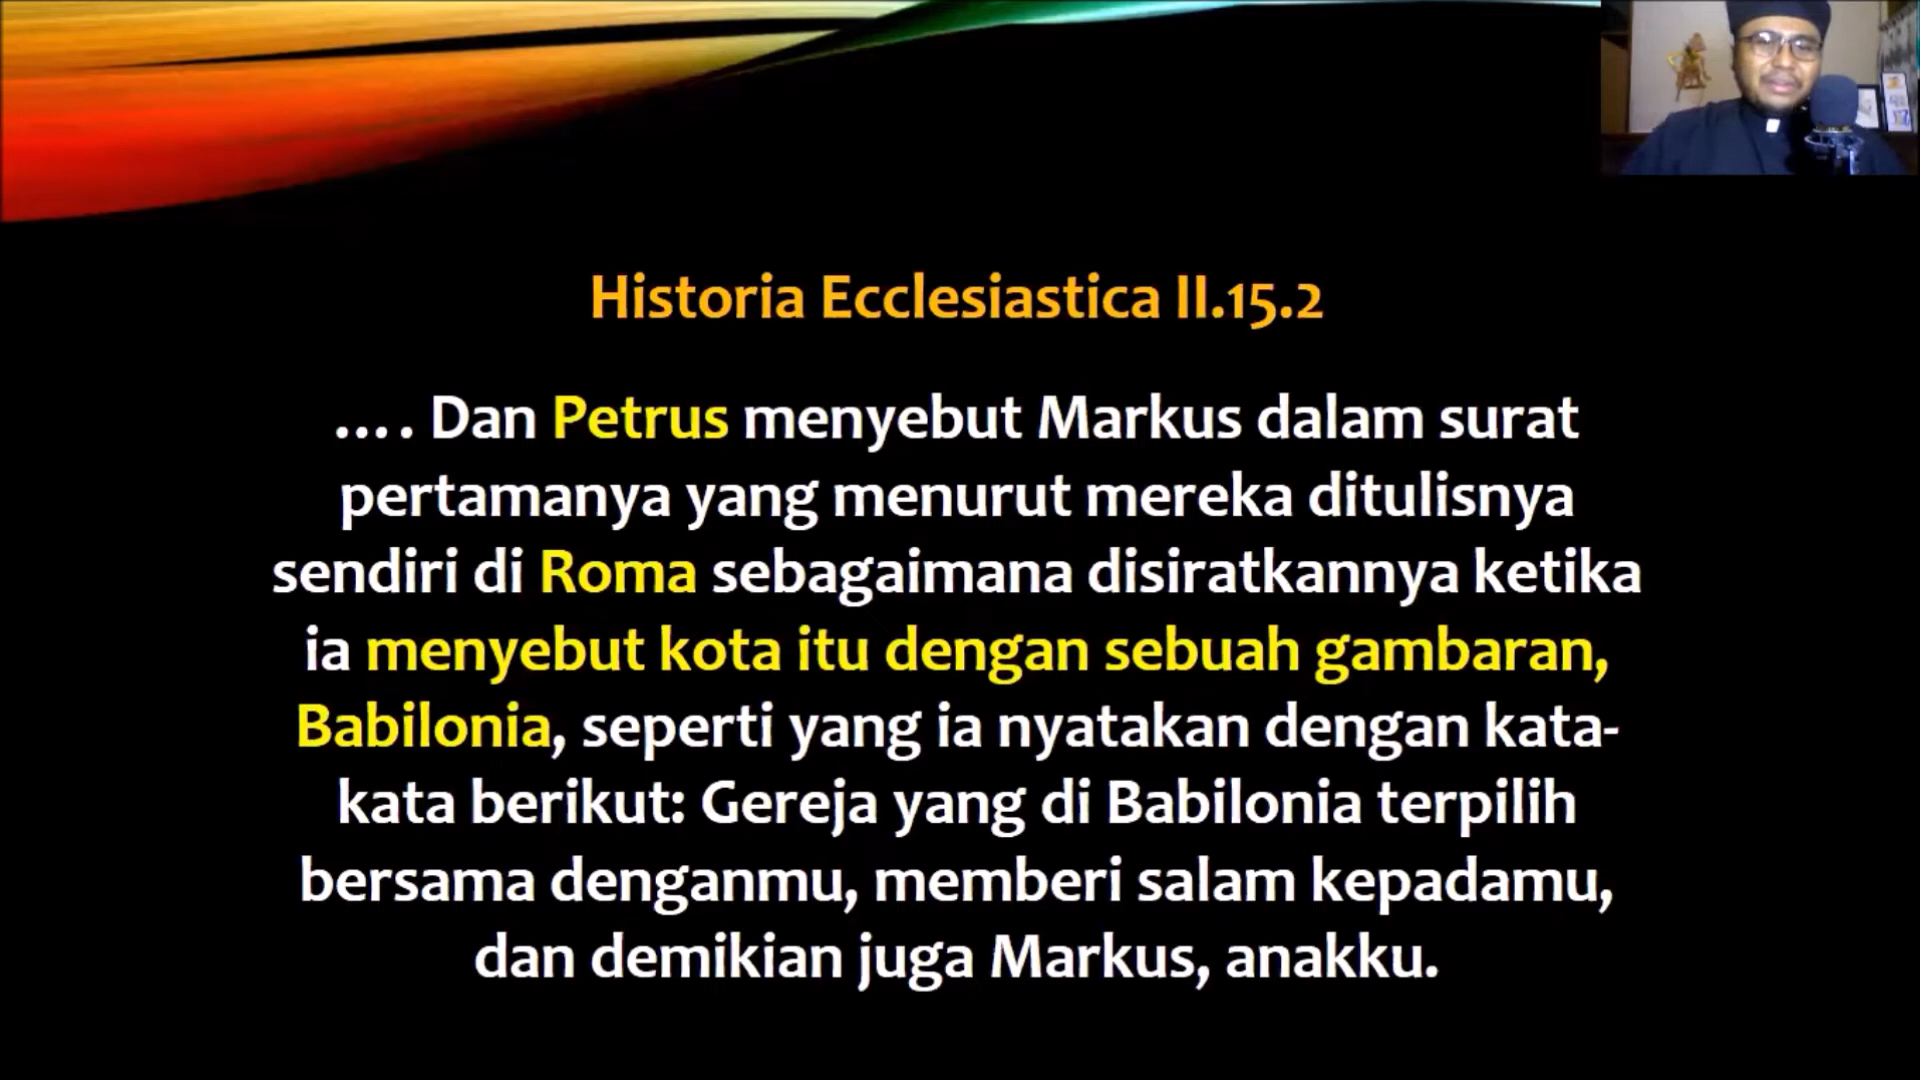 Historia Ecclesiastica II.15.2
.... Dan Petrus menyebut Markus dalam surat
pertamanya yang menurut mereka ditulisnya
sendiri di Roma sebagaimana disiratkannya ketika
ia menyebut kota itu dengan sebuah gambaran,
Babilonia, seperti yang ia nyatakan dengan kata-
kata berikut: Gereja yang di Babilonia terpilih
bersama denganmu, memberi salam kepadamu,
dan demikian juga Markus, anakku.